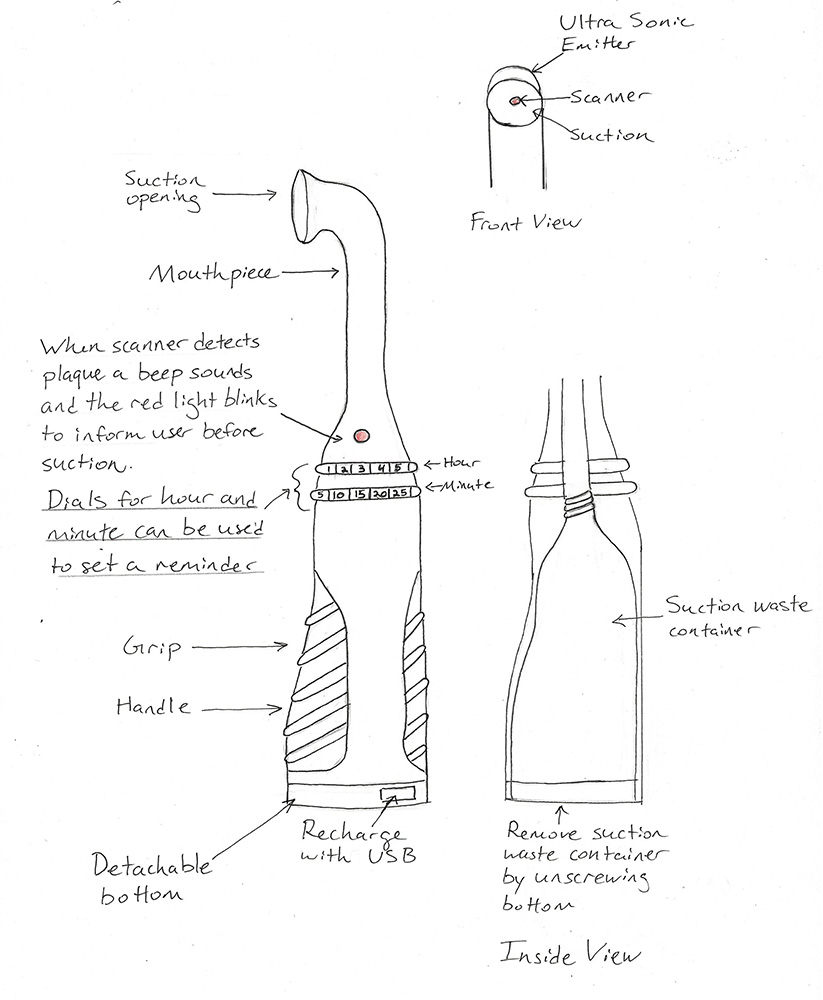 Ultra Sonic
Emitter
Scanner
Suction
Front View
Suction
opening
Mouthpiece
When scanner detects
plaque a beep sounds
and the red light blinks
to inform user before
suction.
Dials for hour and
minute can be used
to set a reminder
1 2 3 4 5
Hour
5 10 15 20 25
Minute
Grip
Handle
Detachable
bottom
Recharge
with USB
Suction waste
container
Remove suction
waste container
by unscrewing
bottom
Inside View